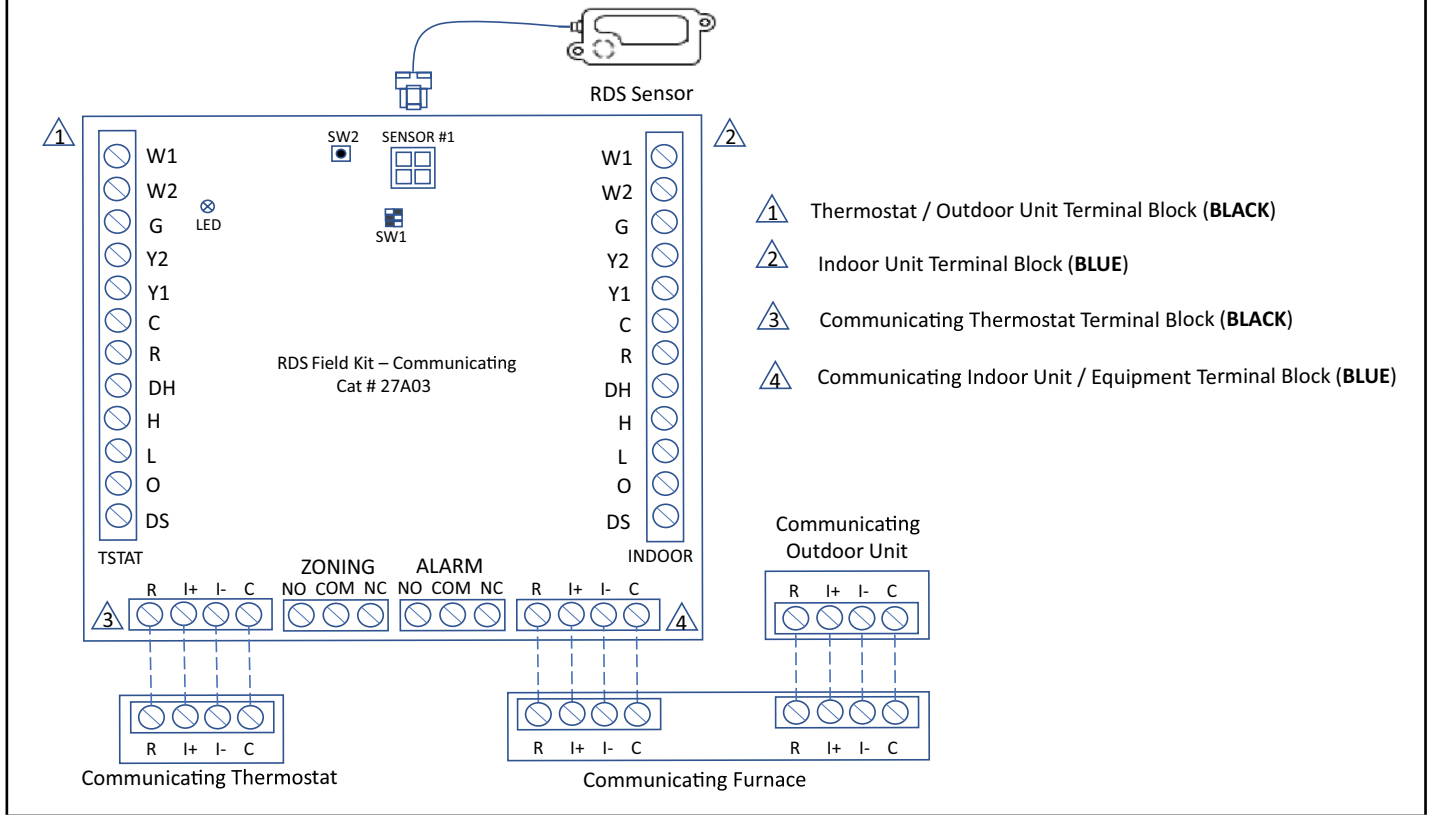 RDS Sensor
1
2
SW2
SENSOR #1
W1
W2
G
Y2
Y1
C
R
DH
H
L
O
DS
TSTAT
LED
SW1
RDS Field Kit – Communicating
Cat # 27A03
W1
W2
G
Y2
Y1
C
R
DH
H
L
O
DS
INDOOR
1 Thermostat / Outdoor Unit Terminal Block (BLACK)
2 Indoor Unit Terminal Block (BLUE)
3 Communicating Thermostat Terminal Block (BLACK)
4 Communicating Indoor Unit / Equipment Terminal Block (BLUE)
3
R I+ I- C
ZONING
NO COM NC
ALARM
NO COM NC
R I+ I- C
4
Communicating
Outdoor Unit
R I+ I- C
R I+ I- C
Communicating Thermostat
R I+ I- C
R I+ I- C
Communicating Furnace